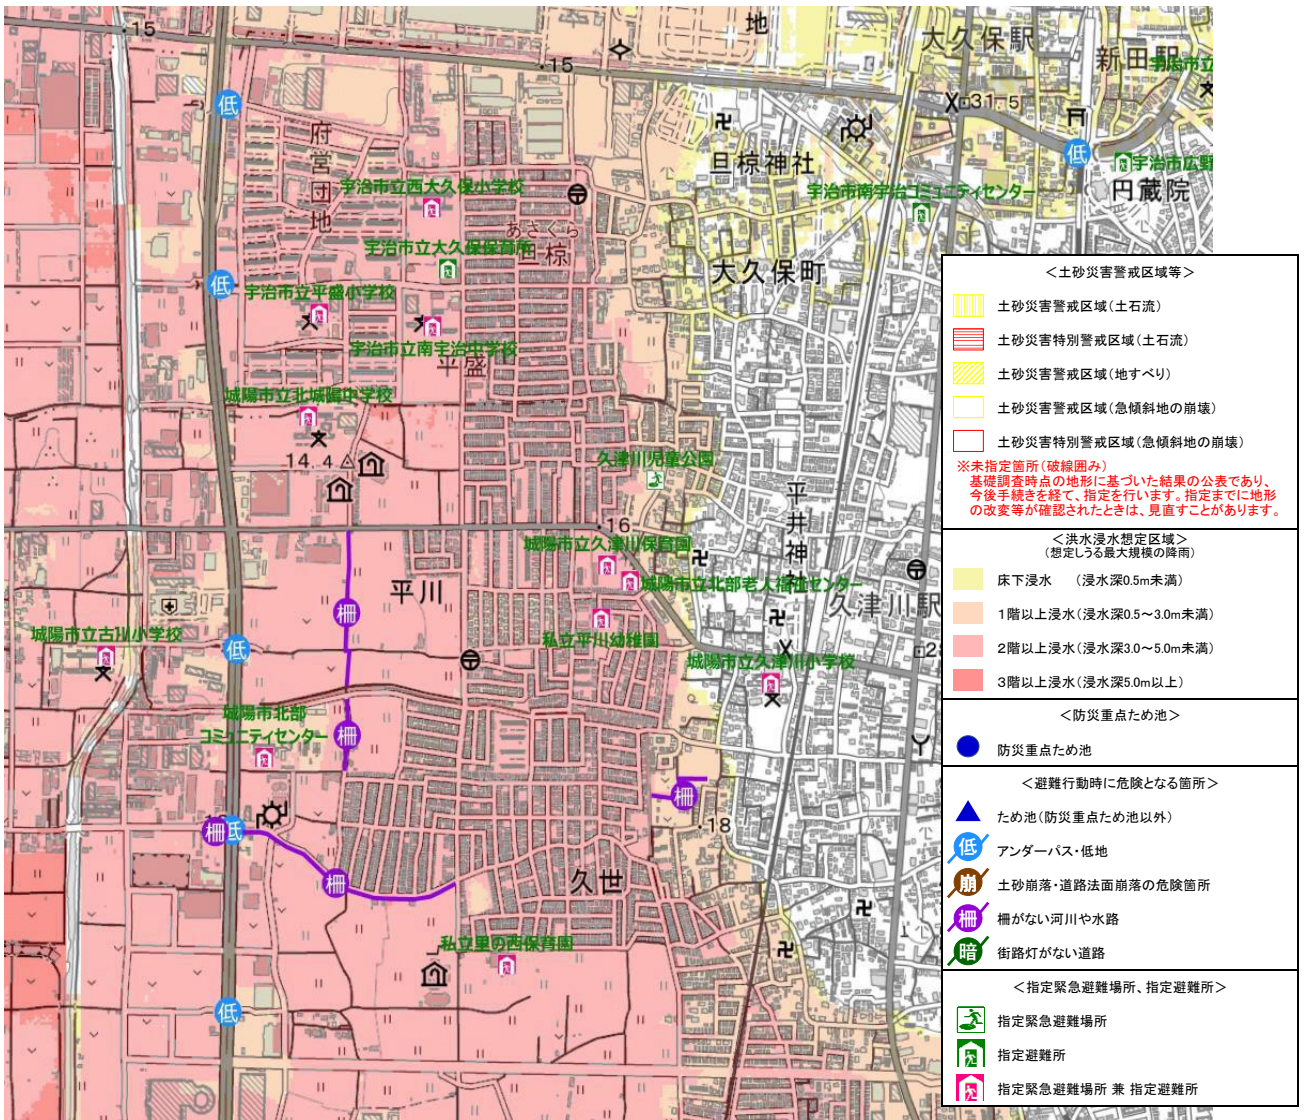 15
地
大久保駅
新田駅
宇治市立
15
31.5
低
府営団地
旦椋神社
低
宇治市広野
円蔵院
宇治市立西大久保小学校
宇治市南宇治コミュニティセンター
あさくら
旦椋
宇治市立大久保保育所
大久保町
低
宇治市立平盛小学校
宇治市立南宇治中学校
平盛
城陽市立北城陽中学校
14.4
久津川児童公園
16
平井神社
城陽市立久津川保育園
城陽市立北部老人福祉センター
平川
柵
久津川駅
私立平川幼稚園
城陽市立古川小学校
低
城陽市立久津川小学校
城陽市北部
コミュニティセンター
柵
柵
18
柵
低
柵
久世
私立里の西保育園
低
<土砂災害警戒区域等>
土砂災害警戒区域(土石流)
土砂災害特別警戒区域(土石流)
土砂災害警戒区域(地すべり)
土砂災害警戒区域(急傾斜地の崩壊)
土砂災害特別警戒区域(急傾斜地の崩壊)
※未指定箇所(破線囲み)
基礎調査時点の地形に基づいた結果の公表であり、
今後手続きを経て、指定を行います。指定までに地形
の改変等が確認されたときは、見直すことがあります。
<洪水浸水想定区域>
(想定しうる最大規模の降雨)
床下浸水 (浸水深0.5m未満)
1階以上浸水(浸水深0.5～3.0m未満)
2階以上浸水(浸水深3.0～5.0m未満)
3階以上浸水(浸水深5.0m以上)
<防災重点ため池>
防災重点ため池
<避難行動時に危険となる箇所>
ため池(防災重点ため池以外)
低 アンダーパス・低地
崩 土砂崩落・道路法面崩落の危険箇所
柵 柵がない河川や水路
暗 街路灯がない道路
<指定緊急避難場所、指定避難所>
指定緊急避難場所
指定避難所
指定緊急避難場所 兼 指定避難所